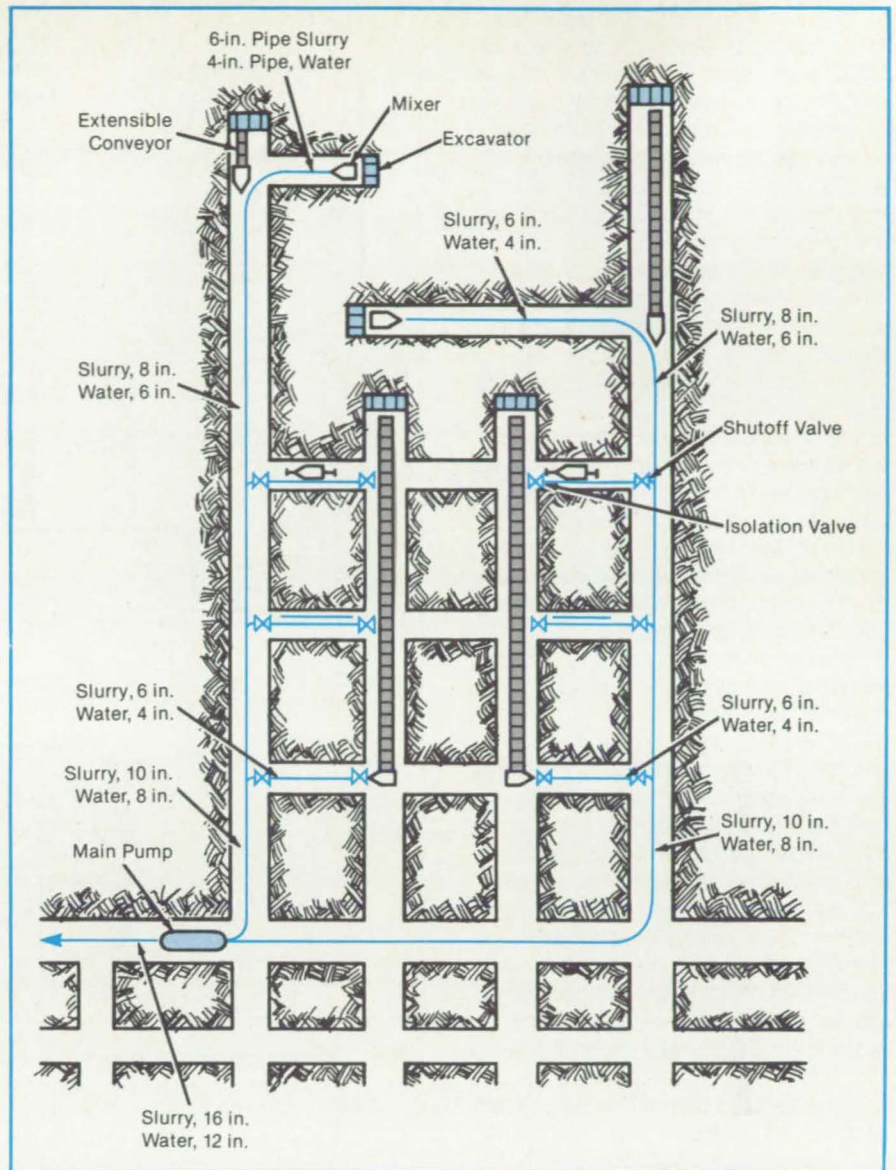 6-in. Pipe Slurry
4-in. Pipe, Water
Mixer
Extensible
Conveyor
Excavator
Slurry, 6 in.
Water, 4 in.
Slurry, 8 in.
Water, 6 in.
Slurry, 8 in.
Water, 6 in.
Shutoff Valve
Isolation Valve
Slurry, 6 in.
Water, 4 in.
Slurry, 6 in.
Water, 4 in.
Slurry, 10 in.
Water, 8 in.
Slurry, 10 in.
Water, 8 in.
Main Pump
Slurry, 16 in.
Water, 12 in.